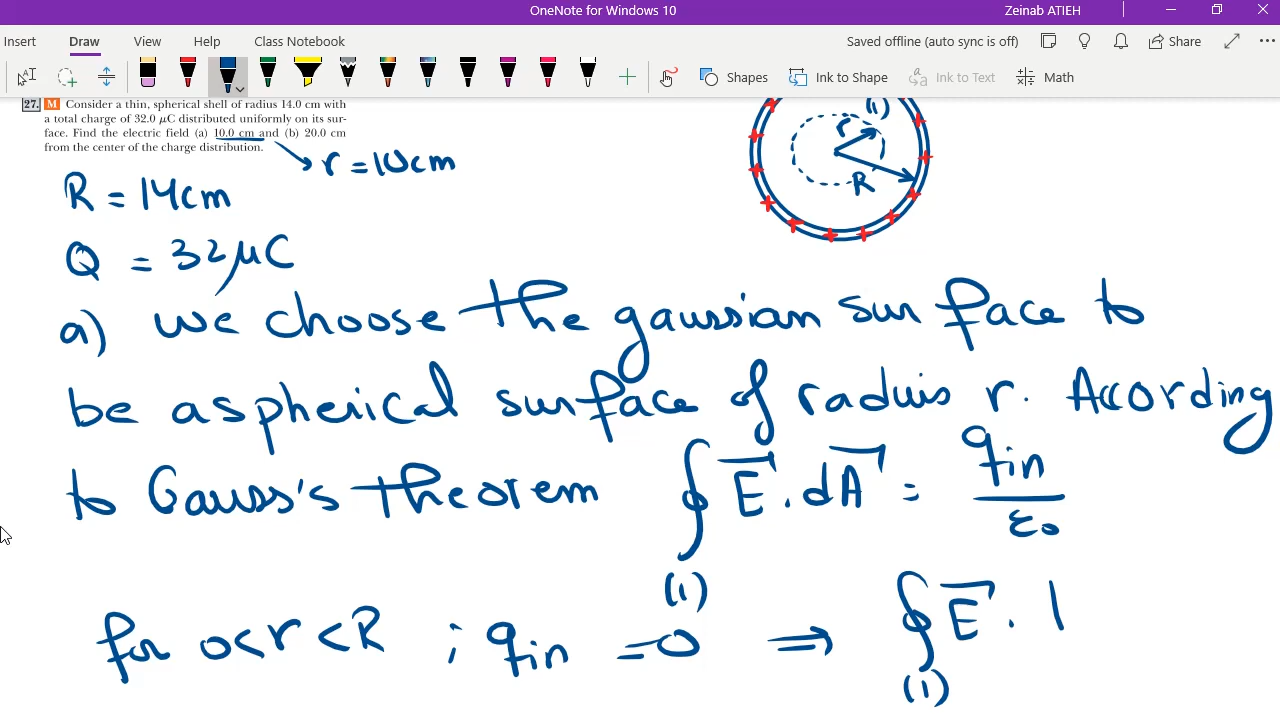 OneNote for Windows 10
Zeinab ATIEH
Insert Draw View Help Class Notebook
Saved offline (auto sync is off) Share
Shapes Ink to Shape Ink to Text Math
27. M Consider a thin, spherical shell of radius 14.0 cm with
a total charge of 32.0 μC distributed uniformly on its sur-
face. Find the electric field (a) 10.0 cm and (b) 20.0 cm
from the center of the charge distribution.
r = 10cm
(1)
r
R
R = 14cm
Q = 32μC
a) we choose the gaussian surface to
be a spherical surface of raduis r. According
to Gauss's theorem ∮ E⃗ . dA⃗ = qin / ε0
(1)
for 0<r<R ; qin = 0 ⇒ ∮ E⃗ . l
(1)